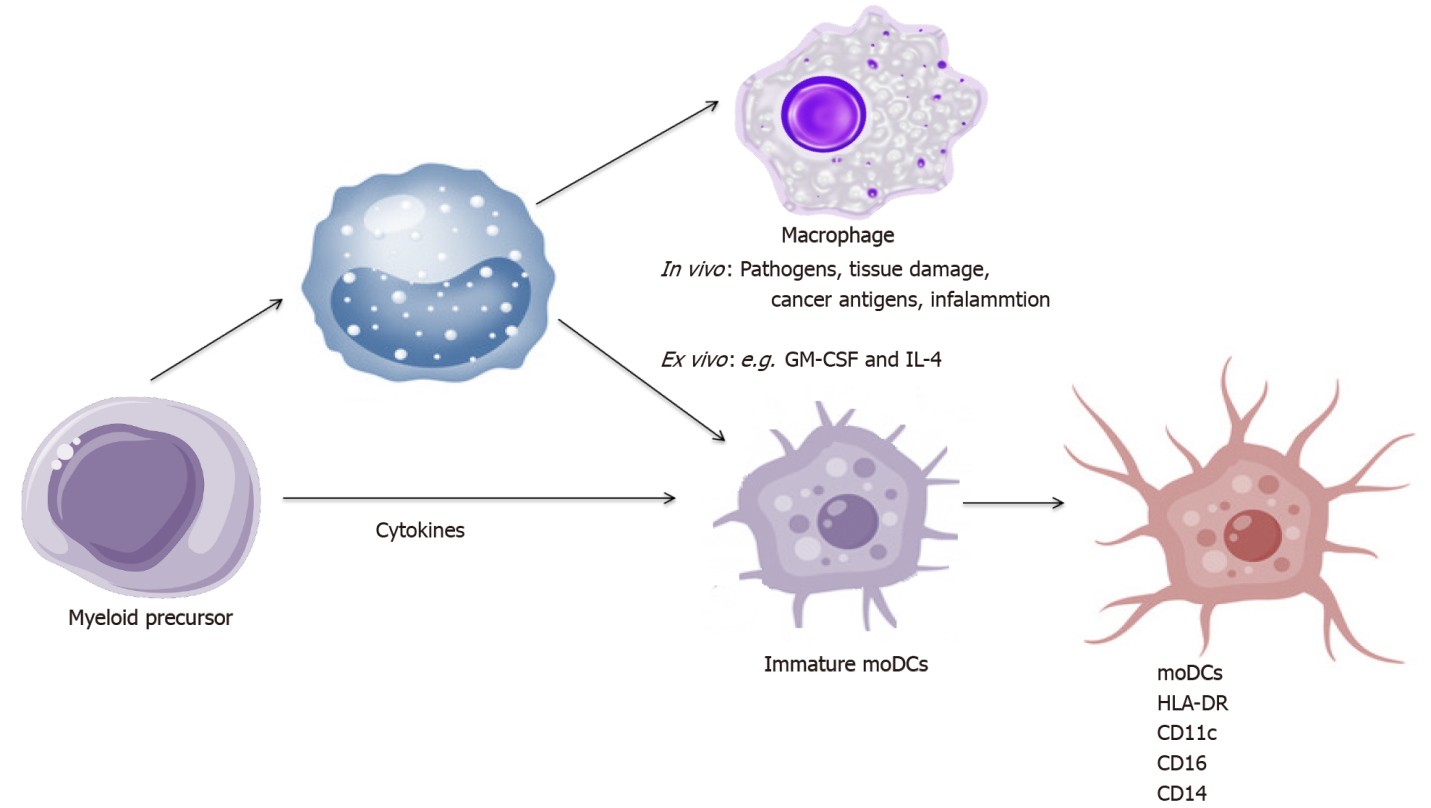 Macrophage
In vivo: Pathogens, tissue damage,
cancer antigens, infalammtion
Ex vivo: e.g. GM-CSF and IL-4
Cytokines
Myeloid precursor
Immature moDCs
moDCs
HLA-DR
CD11c
CD16
CD14